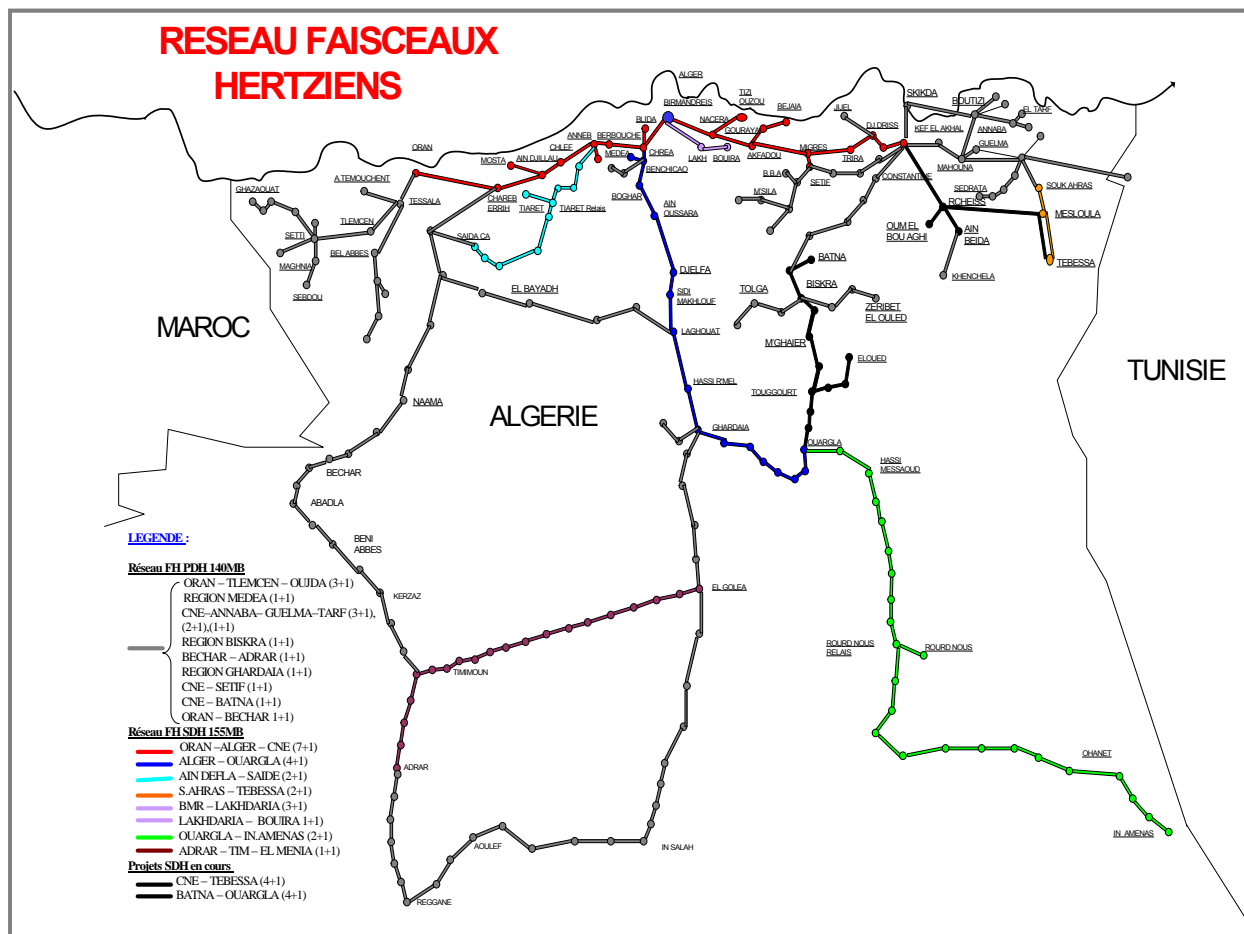 RESEAU FAISCEAUX
HERTZIENS
ALGER
BIRMANDREIS
TIZI
OUZOU
BEJAIA
NACERA
GOURAYA
BLIDA
ANNEB
BERBOUCHE
CHLEF
AIN DJILLAU
MOSTA
ORAN
MEDEA
CHREA
BENCHICAO
LAKH
BOUIRA
AKFADOU
MIGRES
JIJEL
DJ.DRISS
TRIRA
SKIKDA
BOUTIZI
EL TARF
ANNABA
KEF EL AKHAL
GUELMA
MAHOUNA
CONSTANTINE
SETIF
B.B.A
M'SILA
SEDRATA
SOUK AHRAS
RCHEISS
MESLOULA
OUM EL
BOU AGHI
AIN
BEIDA
TEBESSA
KHENCHELA
GHAZAOUAT
A.TEMOUCHENT
TESSALA
TLEMCEN
SETTI
MAGHNIA
SEBDOU
BEL ABBES
CHAREB
ERRIH
TIARET
TIARET Relais
SAIDA CA
BOGHAR
AIN
OUSSARA
DJELFA
SIDI
MAKHLOUF
LAGHOUAT
EL BAYADH
BATNA
BISKRA
TOLGA
ZERIBET
EL OULED
M'GHAIER
ELOUED
TOUGGOURT
HASSI R'MEL
GHARDAIA
OUARGLA
HASSI
MESSAOUD
MAROC
ALGERIE
TUNISIE
NAAMA
BECHAR
ABADLA
BENI
ABBES
KERZAZ
TIMIMOUN
EL GOLEA
ADRAR
AOULEF
REGGANE
IN SALAH
ROURD NOUS
RELAIS
ROURD NOUS
OHANET
IN AMENAS
LEGENDE :
Réseau FH PDH 140MB
ORAN – TLEMCEN – OUJDA (3+1)
REGION MEDEA (1+1)
CNE–ANNABA– GUELMA–TARF (3+1),
(2+1),(1+1)
REGION BISKRA (1+1)
BECHAR – ADRAR (1+1)
REGION GHARDAIA (1+1)
CNE – SETIF (1+1)
CNE – BATNA (1+1)
ORAN – BECHAR 1+1)
Réseau FH SDH 155MB
ORAN –ALGER – CNE (7+1)
ALGER – OUARGLA (4+1)
AIN DEFLA – SAIDE (2+1)
S.AHRAS – TEBESSA (2+1)
BMR – LAKHDARIA (3+1)
LAKHDARIA – BOUIRA 1+1)
OUARGLA – IN.AMENAS (2+1)
ADRAR – TIM – EL MENIA (1+1)
Projets SDH en cours
CNE – TEBESSA (4+1)
BATNA – OUARGLA (4+1)